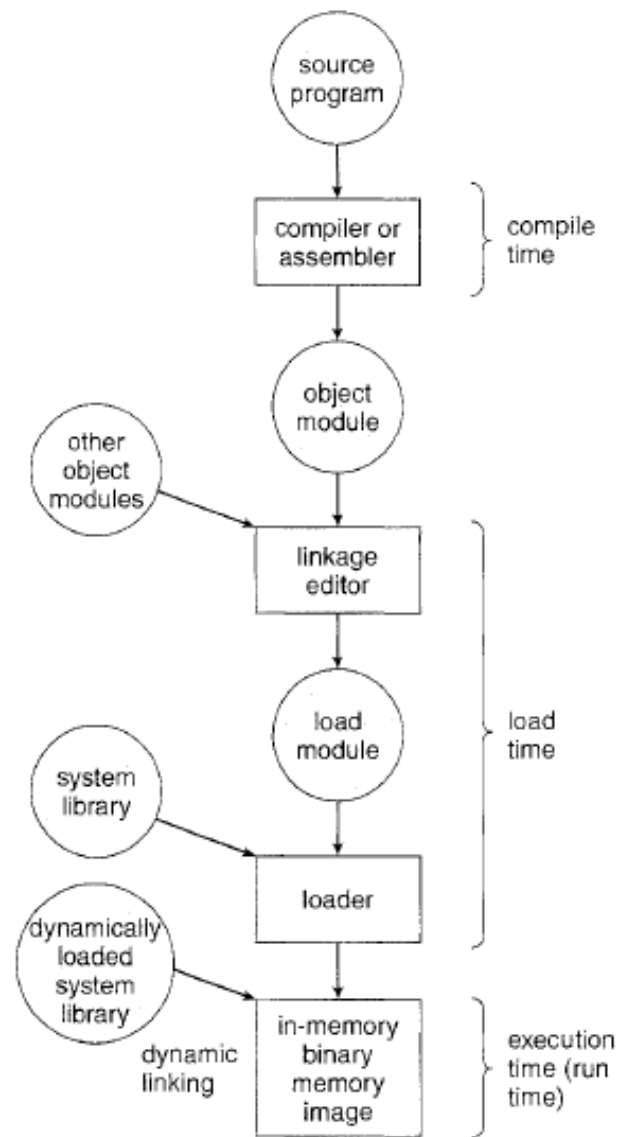 source
program
compiler or
assembler
compile
time
object
module
other
object
modules
linkage
editor
load
module
load
time
system
library
loader
dynamically
loaded
system
library
dynamic
linking
in-memory
binary
memory
image
execution
time (run
time)